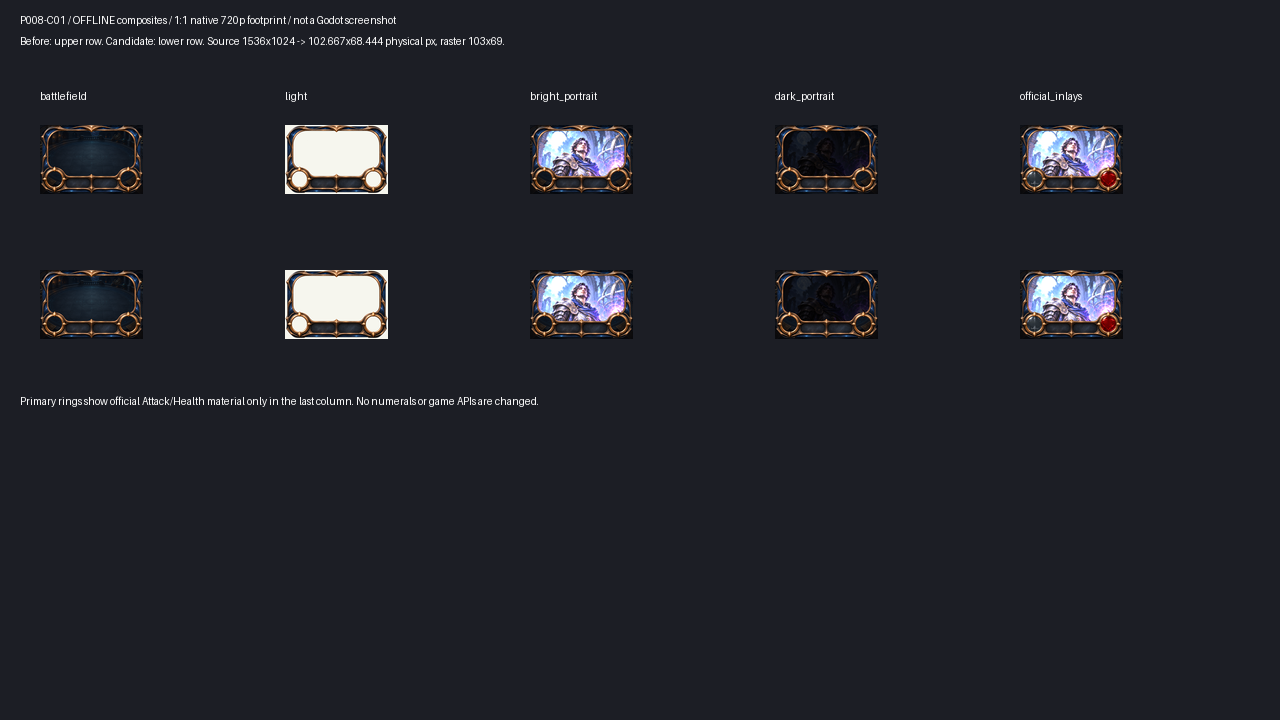 P008-C01 / OFFLINE composites / 1:1 native 720p footprint / not a Godot screenshot
Before: upper row. Candidate: lower row. Source 1536x1024 -> 102.667x68.444 physical px, raster 103x69.
battlefield
light
bright_portrait
dark_portrait
official_inlays
Primary rings show official Attack/Health material only in the last column. No numerals or game APIs are changed.